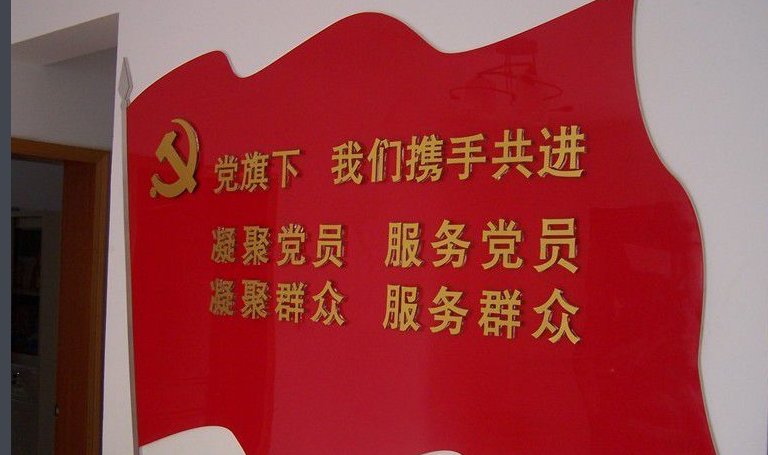 党旗下 我们携手共进
凝聚党员 服务党员
凝聚群众 服务群众